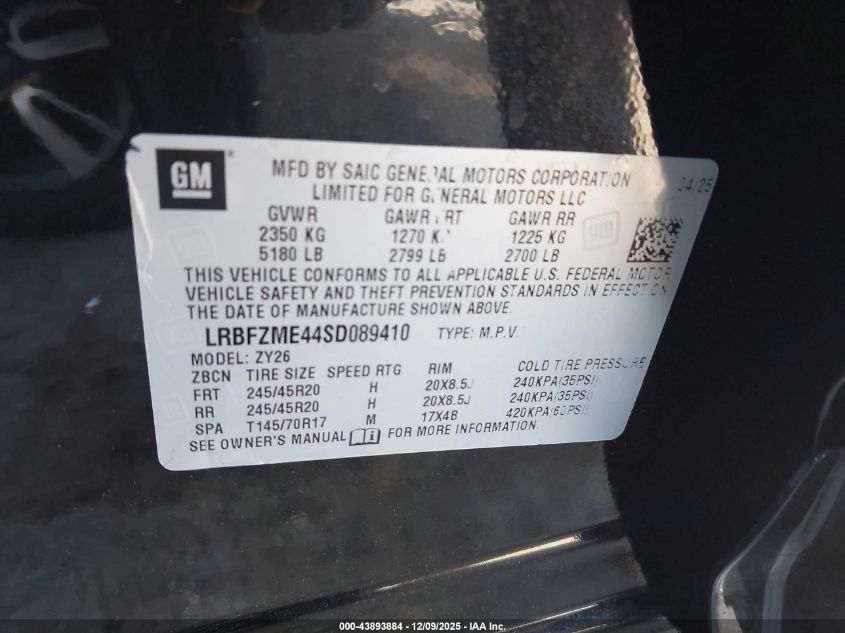 GM
MFD BY SAIC GENERAL MOTORS CORPORATION
LIMITED FOR GENERAL MOTORS LLC
04/25
GVWR GAWR FRT GAWR RR
2350 KG 1270 KG 1225 KG
5180 LB 2799 LB 2700 LB
gm
THIS VEHICLE CONFORMS TO ALL APPLICABLE U.S. FEDERAL MOTOR
VEHICLE SAFETY AND THEFT PREVENTION STANDARDS IN EFFECT ON
THE DATE OF MANUFACTURE SHOWN ABOVE.
LRBFZME44SD089410 TYPE: M.P.V.
MODEL: ZY26
ZBCN TIRE SIZE SPEED RTG RIM COLD TIRE PRESSURE
FRT 245/45R20 H 20X8.5J 240KPA(35PSI)
RR 245/45R20 H 20X8.5J 240KPA(35PSI)
SPA T145/70R17 M 17X4B 420KPA(60PSI)
SEE OWNER'S MANUAL FOR MORE INFORMATION.
000-43893884 | 12/09/2025 - IAA Inc.